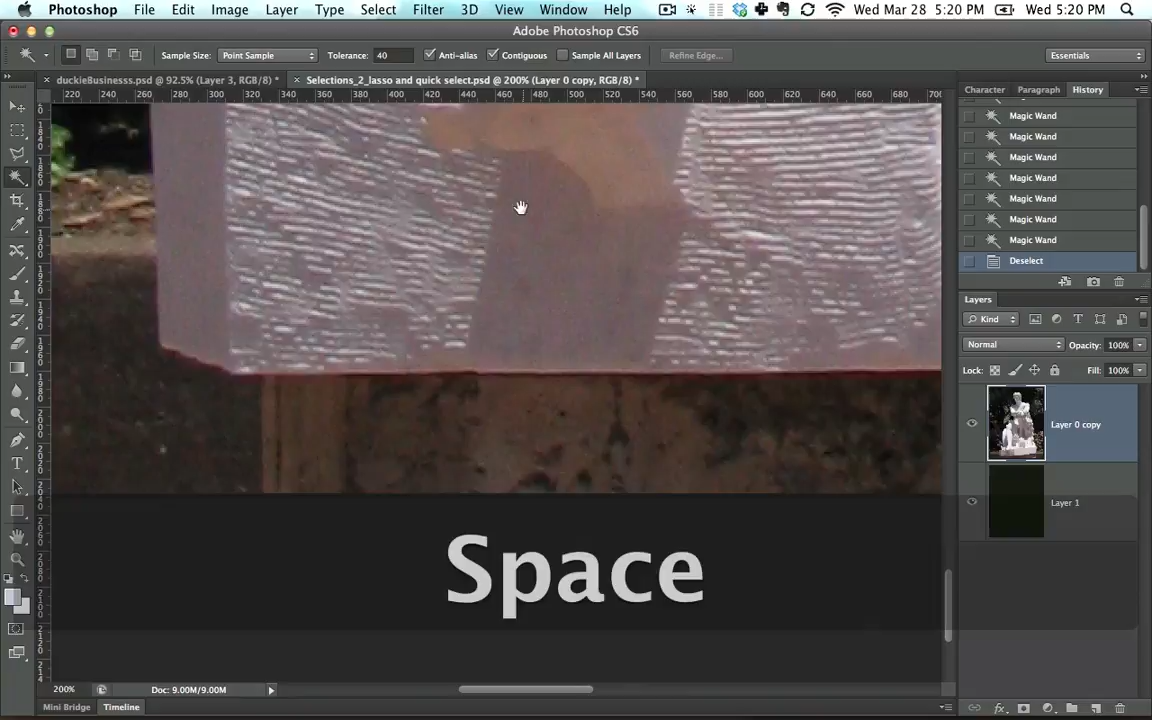 Photoshop File Edit Image Layer Type Select Filter 3D View Window Help Wed Mar 28 5:20 PM Wed 5:20 PM
Adobe Photoshop CS6
Sample Size: Point Sample Tolerance: 40 Anti-alias Contiguous Sample All Layers Refine Edge... Essentials
duckieBusinesss.psd @ 92.5% (Layer 3, RGB/8) * Selections_2_lasso and quick select.psd @ 200% (Layer 0 copy, RGB/8) *
Character Paragraph History
220 240 260 280 300 320 340 360 380 400 420 440 460 480 500 520 540 560 580 600 620 640 660 680 700
Magic Wand
Magic Wand
Magic Wand
Magic Wand
Magic Wand
Magic Wand
Magic Wand
Deselect
Layers
Kind
Normal Opacity: 100%
Lock: Fill: 100%
Layer 0 copy
Layer 1
Space
200% Doc: 9.00M/9.00M
Mini Bridge Timeline